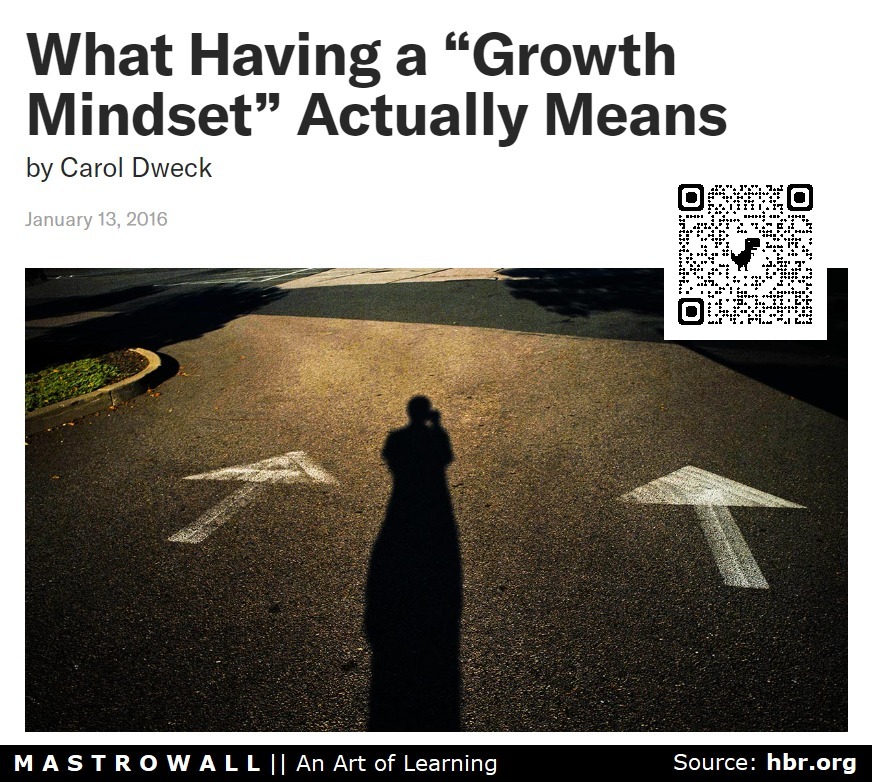 What Having a “Growth
Mindset” Actually Means
by Carol Dweck
January 13, 2016
MASTROWALL || An Art of Learning
Source: hbr.org